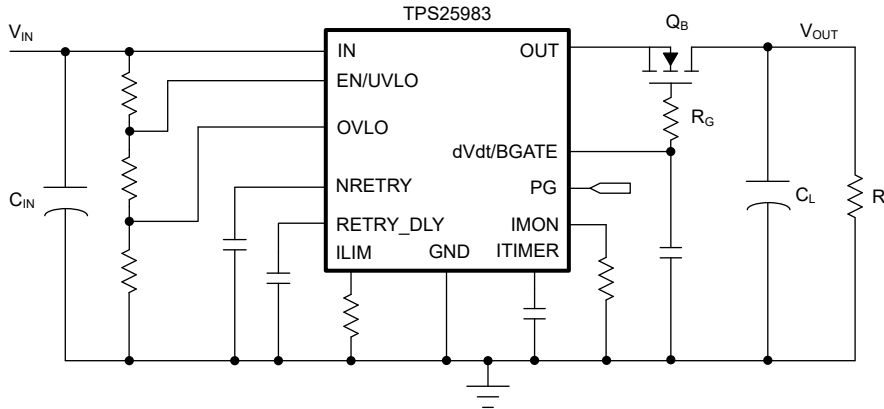 TPS25983
V_IN
IN
OUT
Q_B
V_OUT
EN/UVLO
OVLO
R_G
dVdt/BGATE
NRETRY
PG
C_IN
C_L
R
RETRY_DLY
IMON
ILIM
GND
ITIMER